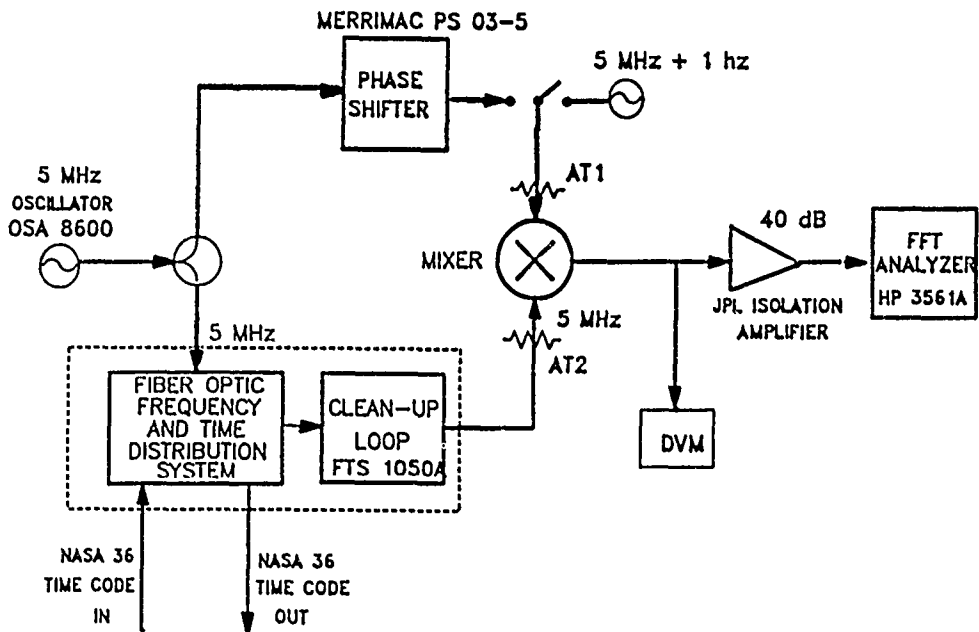 MERRIMAC PS 03-5
PHASE
SHIFTER
5 MHz + 1 hz
5 MHz
OSCILLATOR
OSA 8600
AT1
MIXER
40 dB
JPL ISOLATION
AMPLIFIER
FFT
ANALYZER
HP 3561A
5 MHz
5 MHz
AT2
FIBER OPTIC
FREQUENCY
AND TIME
DISTRIBUTION
SYSTEM
CLEAN-UP
LOOP
FTS 1050A
DVM
NASA 36
TIME CODE
IN
NASA 36
TIME CODE
OUT